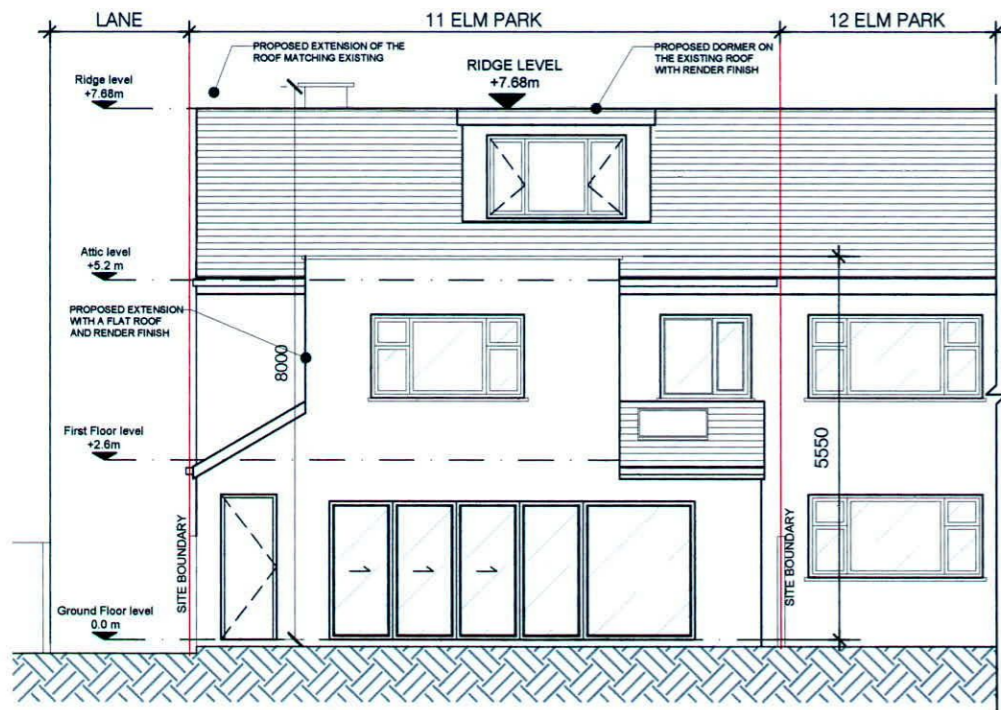 LANE
11 ELM PARK
12 ELM PARK
PROPOSED EXTENSION OF THE
ROOF MATCHING EXISTING
PROPOSED DORMER ON
THE EXISTING ROOF
WITH RENDER FINISH
RIDGE LEVEL
+7.68m
Ridge level
+7.68m
Attic level
+5.2 m
PROPOSED EXTENSION
WITH A FLAT ROOF
AND RENDER FINISH
8000
First Floor level
+2.6m
5550
SITE BOUNDARY
SITE BOUNDARY
Ground Floor level
0.0 m